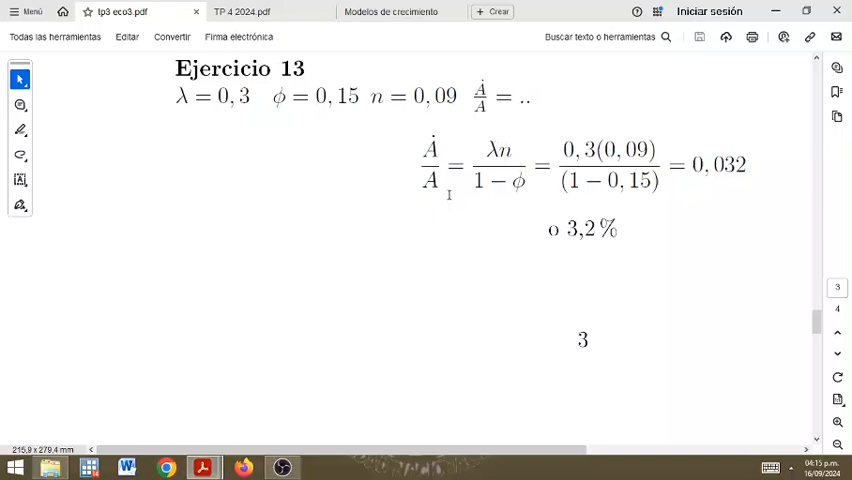 tp3 eco3.pdf × TP 4 2024.pdf Modelos de crecimiento + Crear Iniciar sesión
Menú
Todas las herramientas Editar Convertir Firma electrónica Buscar texto o herramientas
Ejercicio 13
λ = 0,3 ϕ = 0,15 n = 0,09 Ȧ/A = ..
Ȧ/A = λn/(1 − ϕ) = 0,3(0,09)/(1 − 0,15) = 0,032
o 3,2 %
3
3
4
215,9 x 279,4 mm
04:15 p.m.
16/09/2024